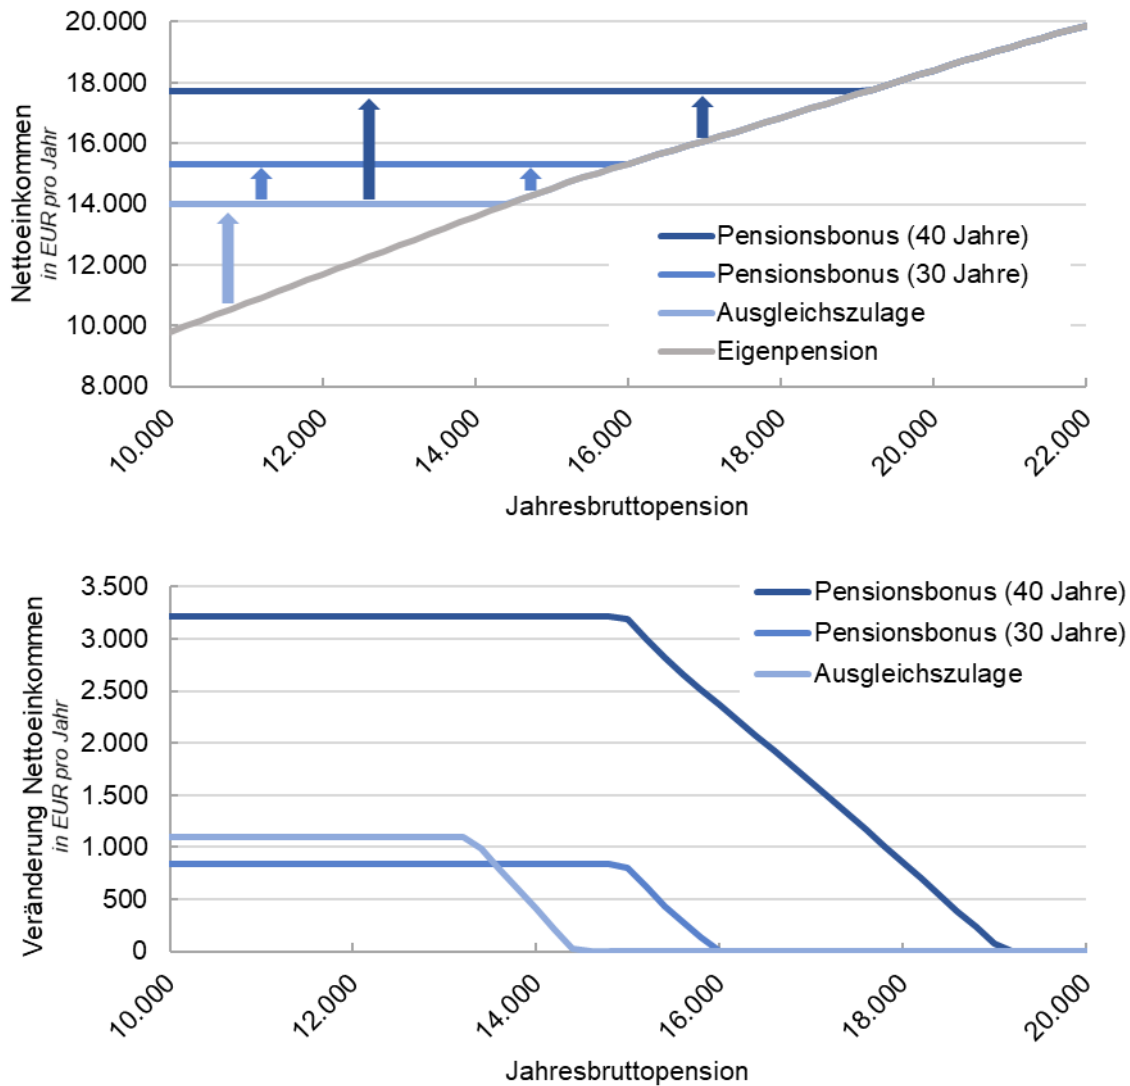 Nettoeinkommen
in EUR pro Jahr
20.000
18.000
16.000
14.000
12.000
10.000
8.000
Pensionsbonus (40 Jahre)
Pensionsbonus (30 Jahre)
Ausgleichszulage
Eigenpension
10.000
12.000
14.000
16.000
18.000
20.000
22.000
Jahresbruttopension
Veränderung Nettoeinkommen
in EUR pro Jahr
3.500
3.000
2.500
2.000
1.500
1.000
500
0
Pensionsbonus (40 Jahre)
Pensionsbonus (30 Jahre)
Ausgleichszulage
10.000
12.000
14.000
16.000
18.000
20.000
Jahresbruttopension